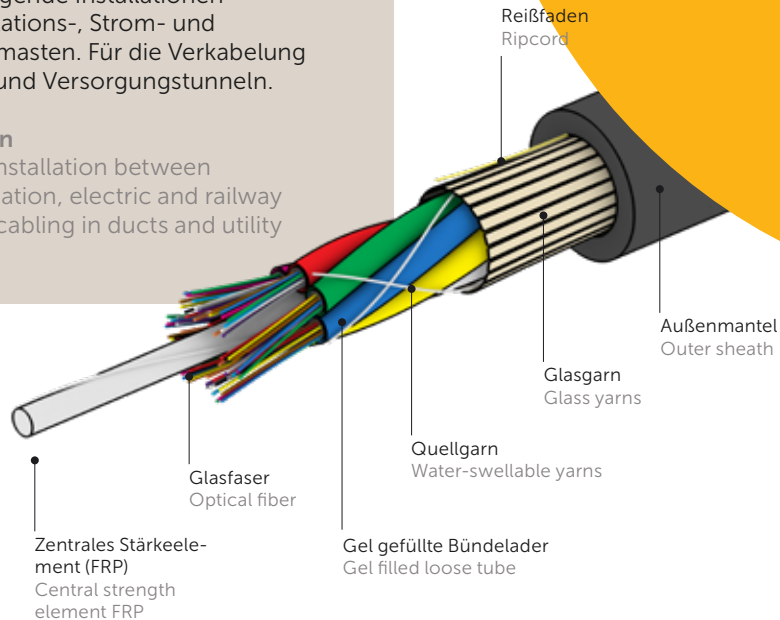 gende Installationen
ations-, Strom- und
masten. Für die Verkabelung
und Versorgungstunneln.
n
nstallation between
ation, electric and railway
cabling in ducts and utility
Reißfaden
Ripcord
Außenmantel
Outer sheath
Glasgarn
Glass yarns
Quellgarn
Water-swellable yarns
Glasfaser
Optical fiber
Gel gefüllte Bündelader
Gel filled loose tube
Zentrales Stärkeele-
ment (FRP)
Central strength
element FRP